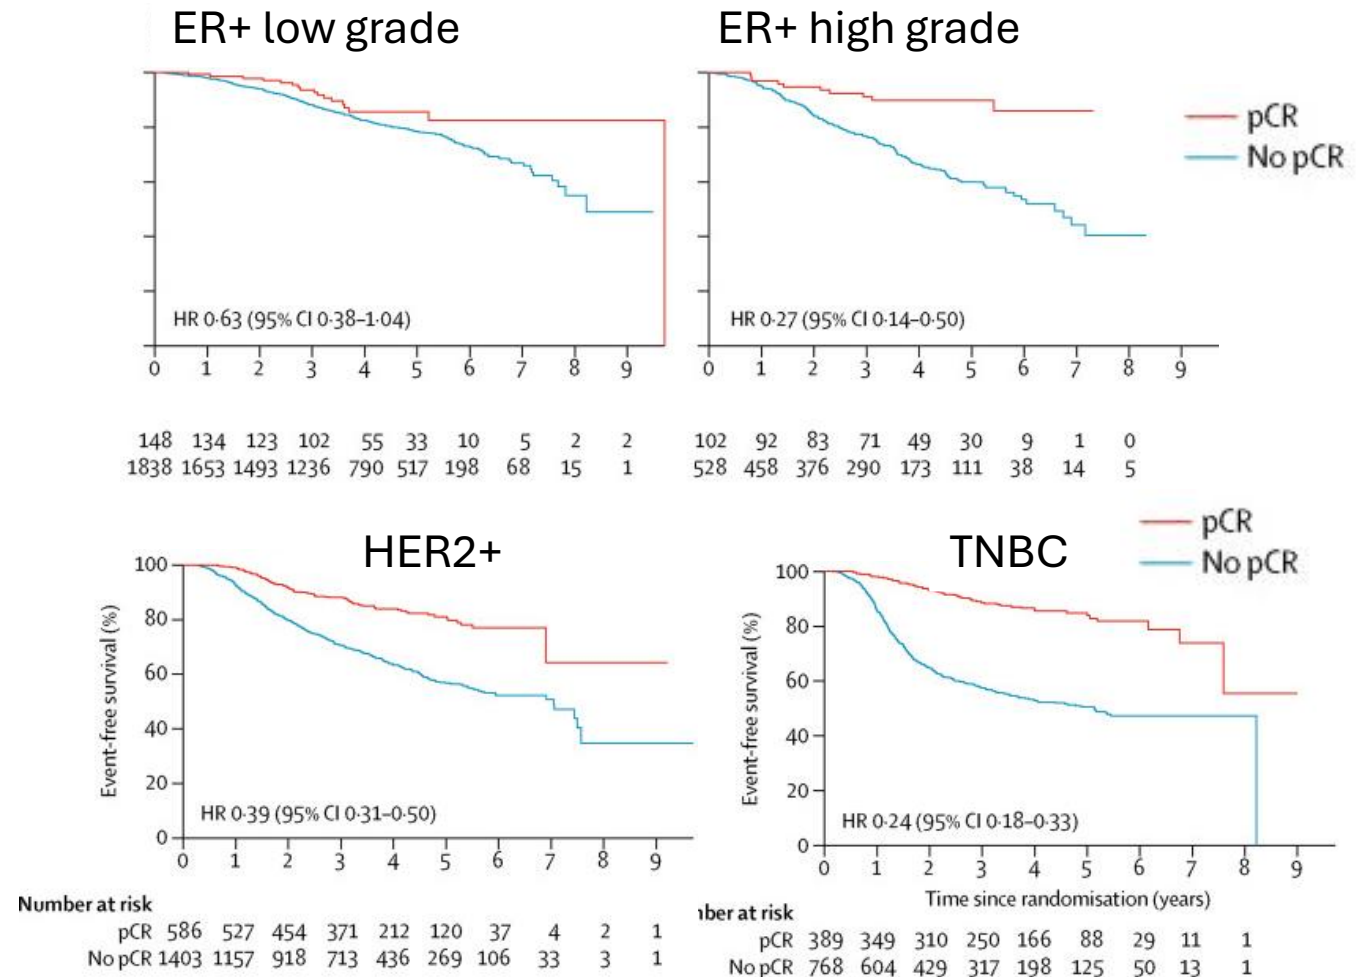 ER+ low grade
ER+ high grade
pCR
No pCR
HR 0·63 (95% CI 0·38–1·04)
HR 0·27 (95% CI 0·14–0·50)
0 1 2 3 4 5 6 7 8 9
0 1 2 3 4 5 6 7 8 9
148 134 123 102 55 33 10 5 2 2
1838 1653 1493 1236 790 517 198 68 15 1
102 92 83 71 49 30 9 1 0
528 458 376 290 173 111 38 14 5
HER2+
100
80
60
40
20
0
Event-free survival (%)
HR 0·39 (95% CI 0·31–0·50)
0 1 2 3 4 5 6 7 8 9
Number at risk
pCR 586 527 454 371 212 120 37 4 2 1
No pCR 1403 1157 918 713 436 269 106 33 3 1
TNBC
pCR
No pCR
100
80
60
40
20
0
Event-free survival (%)
HR 0·24 (95% CI 0·18–0·33)
0 1 2 3 4 5 6 7 8 9
Time since randomisation (years)
nber at risk
pCR 389 349 310 250 166 88 29 11 1
No pCR 768 604 429 317 198 125 50 13 1